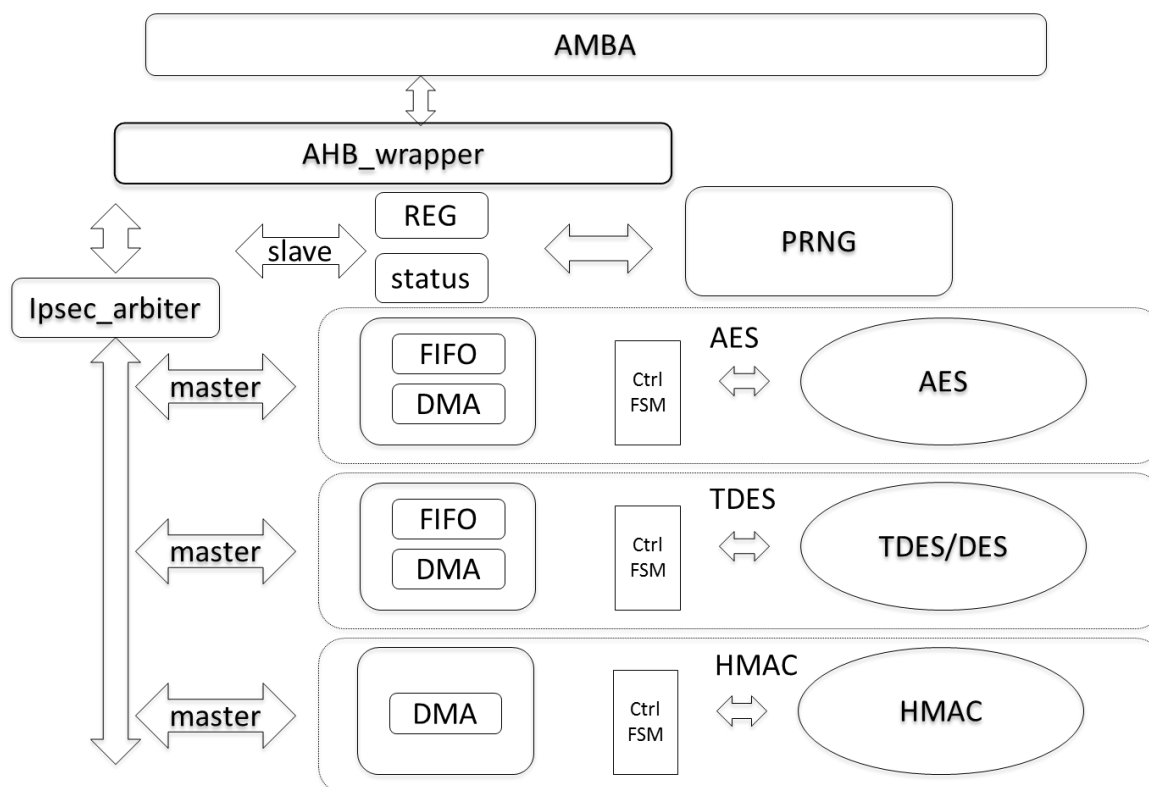 AMBA
AHB_wrapper
REG
slave
status
PRNG
Ipsec_arbiter
master
FIFO
DMA
Ctrl
FSM
AES
AES
master
FIFO
DMA
Ctrl
FSM
TDES
TDES/DES
master
DMA
Ctrl
FSM
HMAC
HMAC